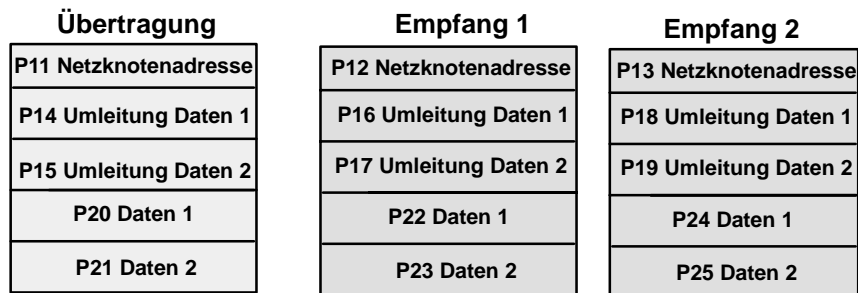 Übertragung
P11 Netzknotenadresse
P14 Umleitung Daten 1
P15 Umleitung Daten 2
P20 Daten 1
P21 Daten 2
Empfang 1
P12 Netzknotenadresse
P16 Umleitung Daten 1
P17 Umleitung Daten 2
P22 Daten 1
P23 Daten 2
Empfang 2
P13 Netzknotenadresse
P18 Umleitung Daten 1
P19 Umleitung Daten 2
P24 Daten 1
P25 Daten 2